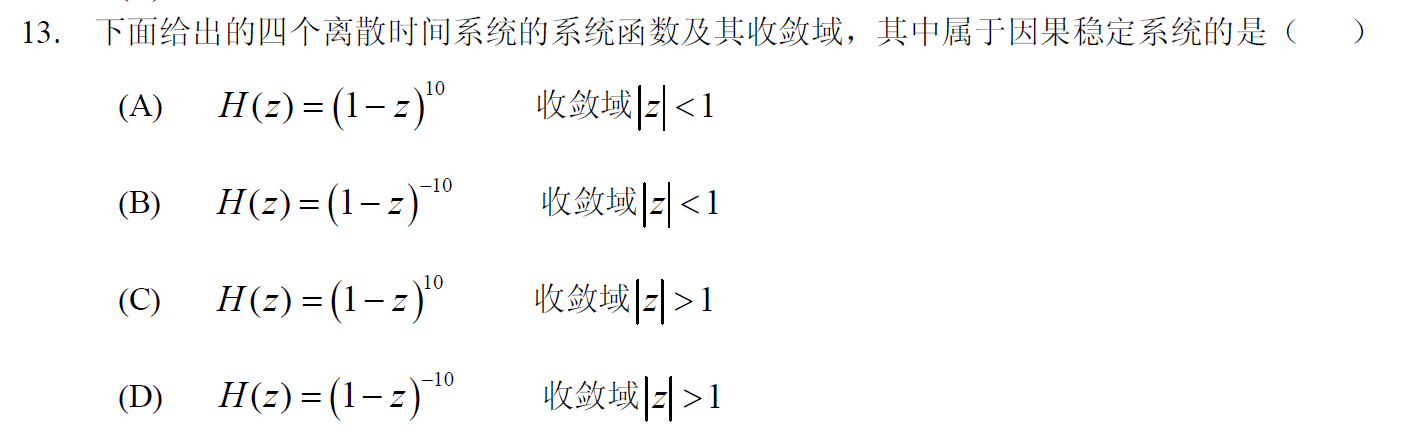 13. 下面给出的四个离散时间系统的系统函数及其收敛域，其中属于因果稳定系统的是（　　）
(A) H(z) = (1 − z)^10 收敛域|z| < 1
(B) H(z) = (1 − z)^−10 收敛域|z| < 1
(C) H(z) = (1 − z)^10 收敛域|z| > 1
(D) H(z) = (1 − z)^−10 收敛域|z| > 1